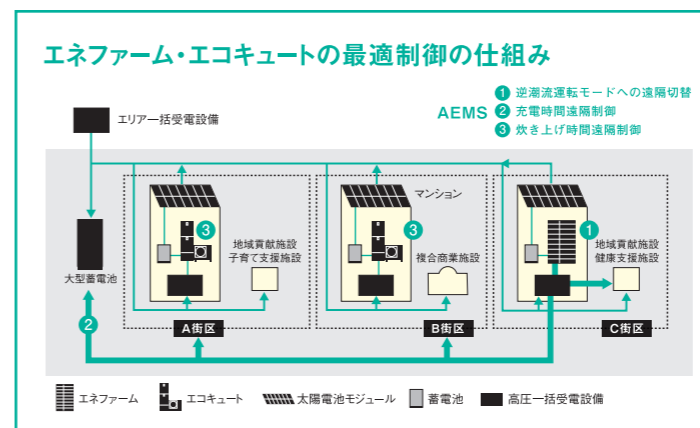 エネファーム・エコキュートの最適制御の仕組み
AEMS
1 逆潮流運転モードへの遠隔切替
2 充電時間遠隔制御
3 炊き上げ時間遠隔制御
エリア一括受電設備
大型蓄電池
2
3
地域貢献施設
子育て支援施設
A街区
マンション
3
複合商業施設
B街区
1
地域貢献施設
健康支援施設
C街区
エネファーム
エコキュート
太陽電池モジュール
蓄電池
高圧一括受電設備